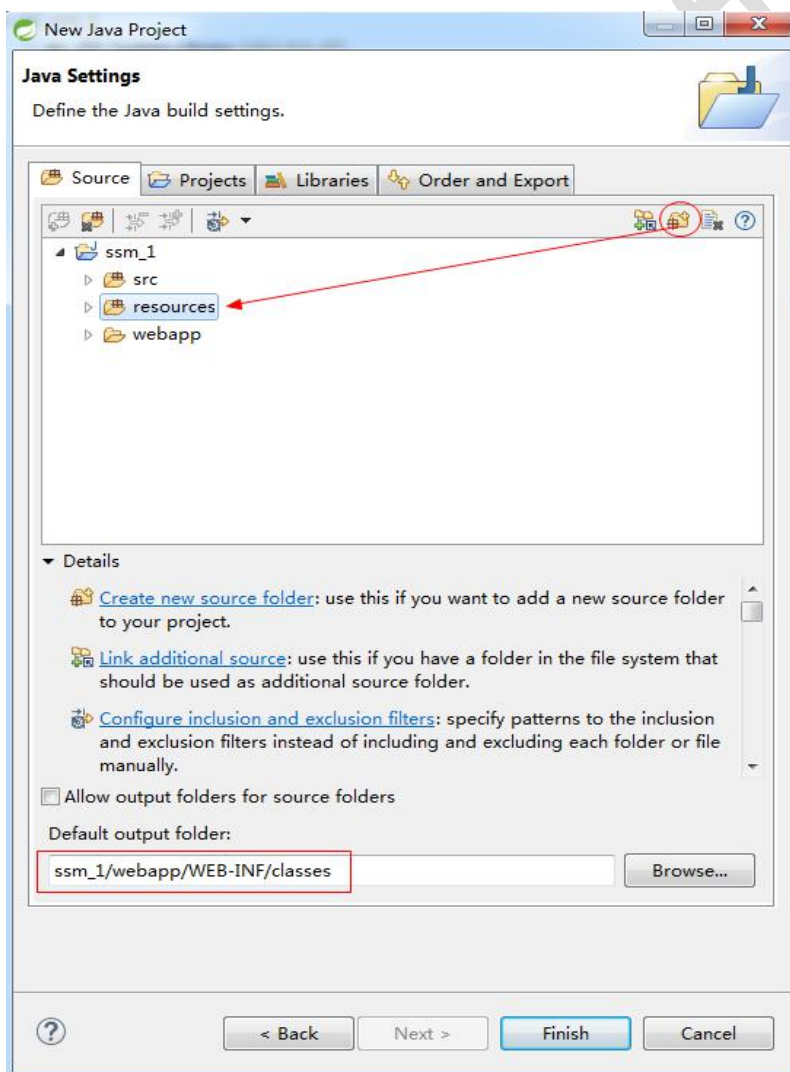 New Java Project
Java Settings
Define the Java build settings.
Source Projects Libraries Order and Export
ssm_1
src
resources
webapp
Details
Create new source folder: use this if you want to add a new source folder
to your project.
Link additional source: use this if you have a folder in the file system that
should be used as additional source folder.
Configure inclusion and exclusion filters: specify patterns to the inclusion
and exclusion filters instead of including and excluding each folder or file
manually.
Allow output folders for source folders
Default output folder:
ssm_1/webapp/WEB-INF/classes Browse...
< Back Next > Finish Cancel